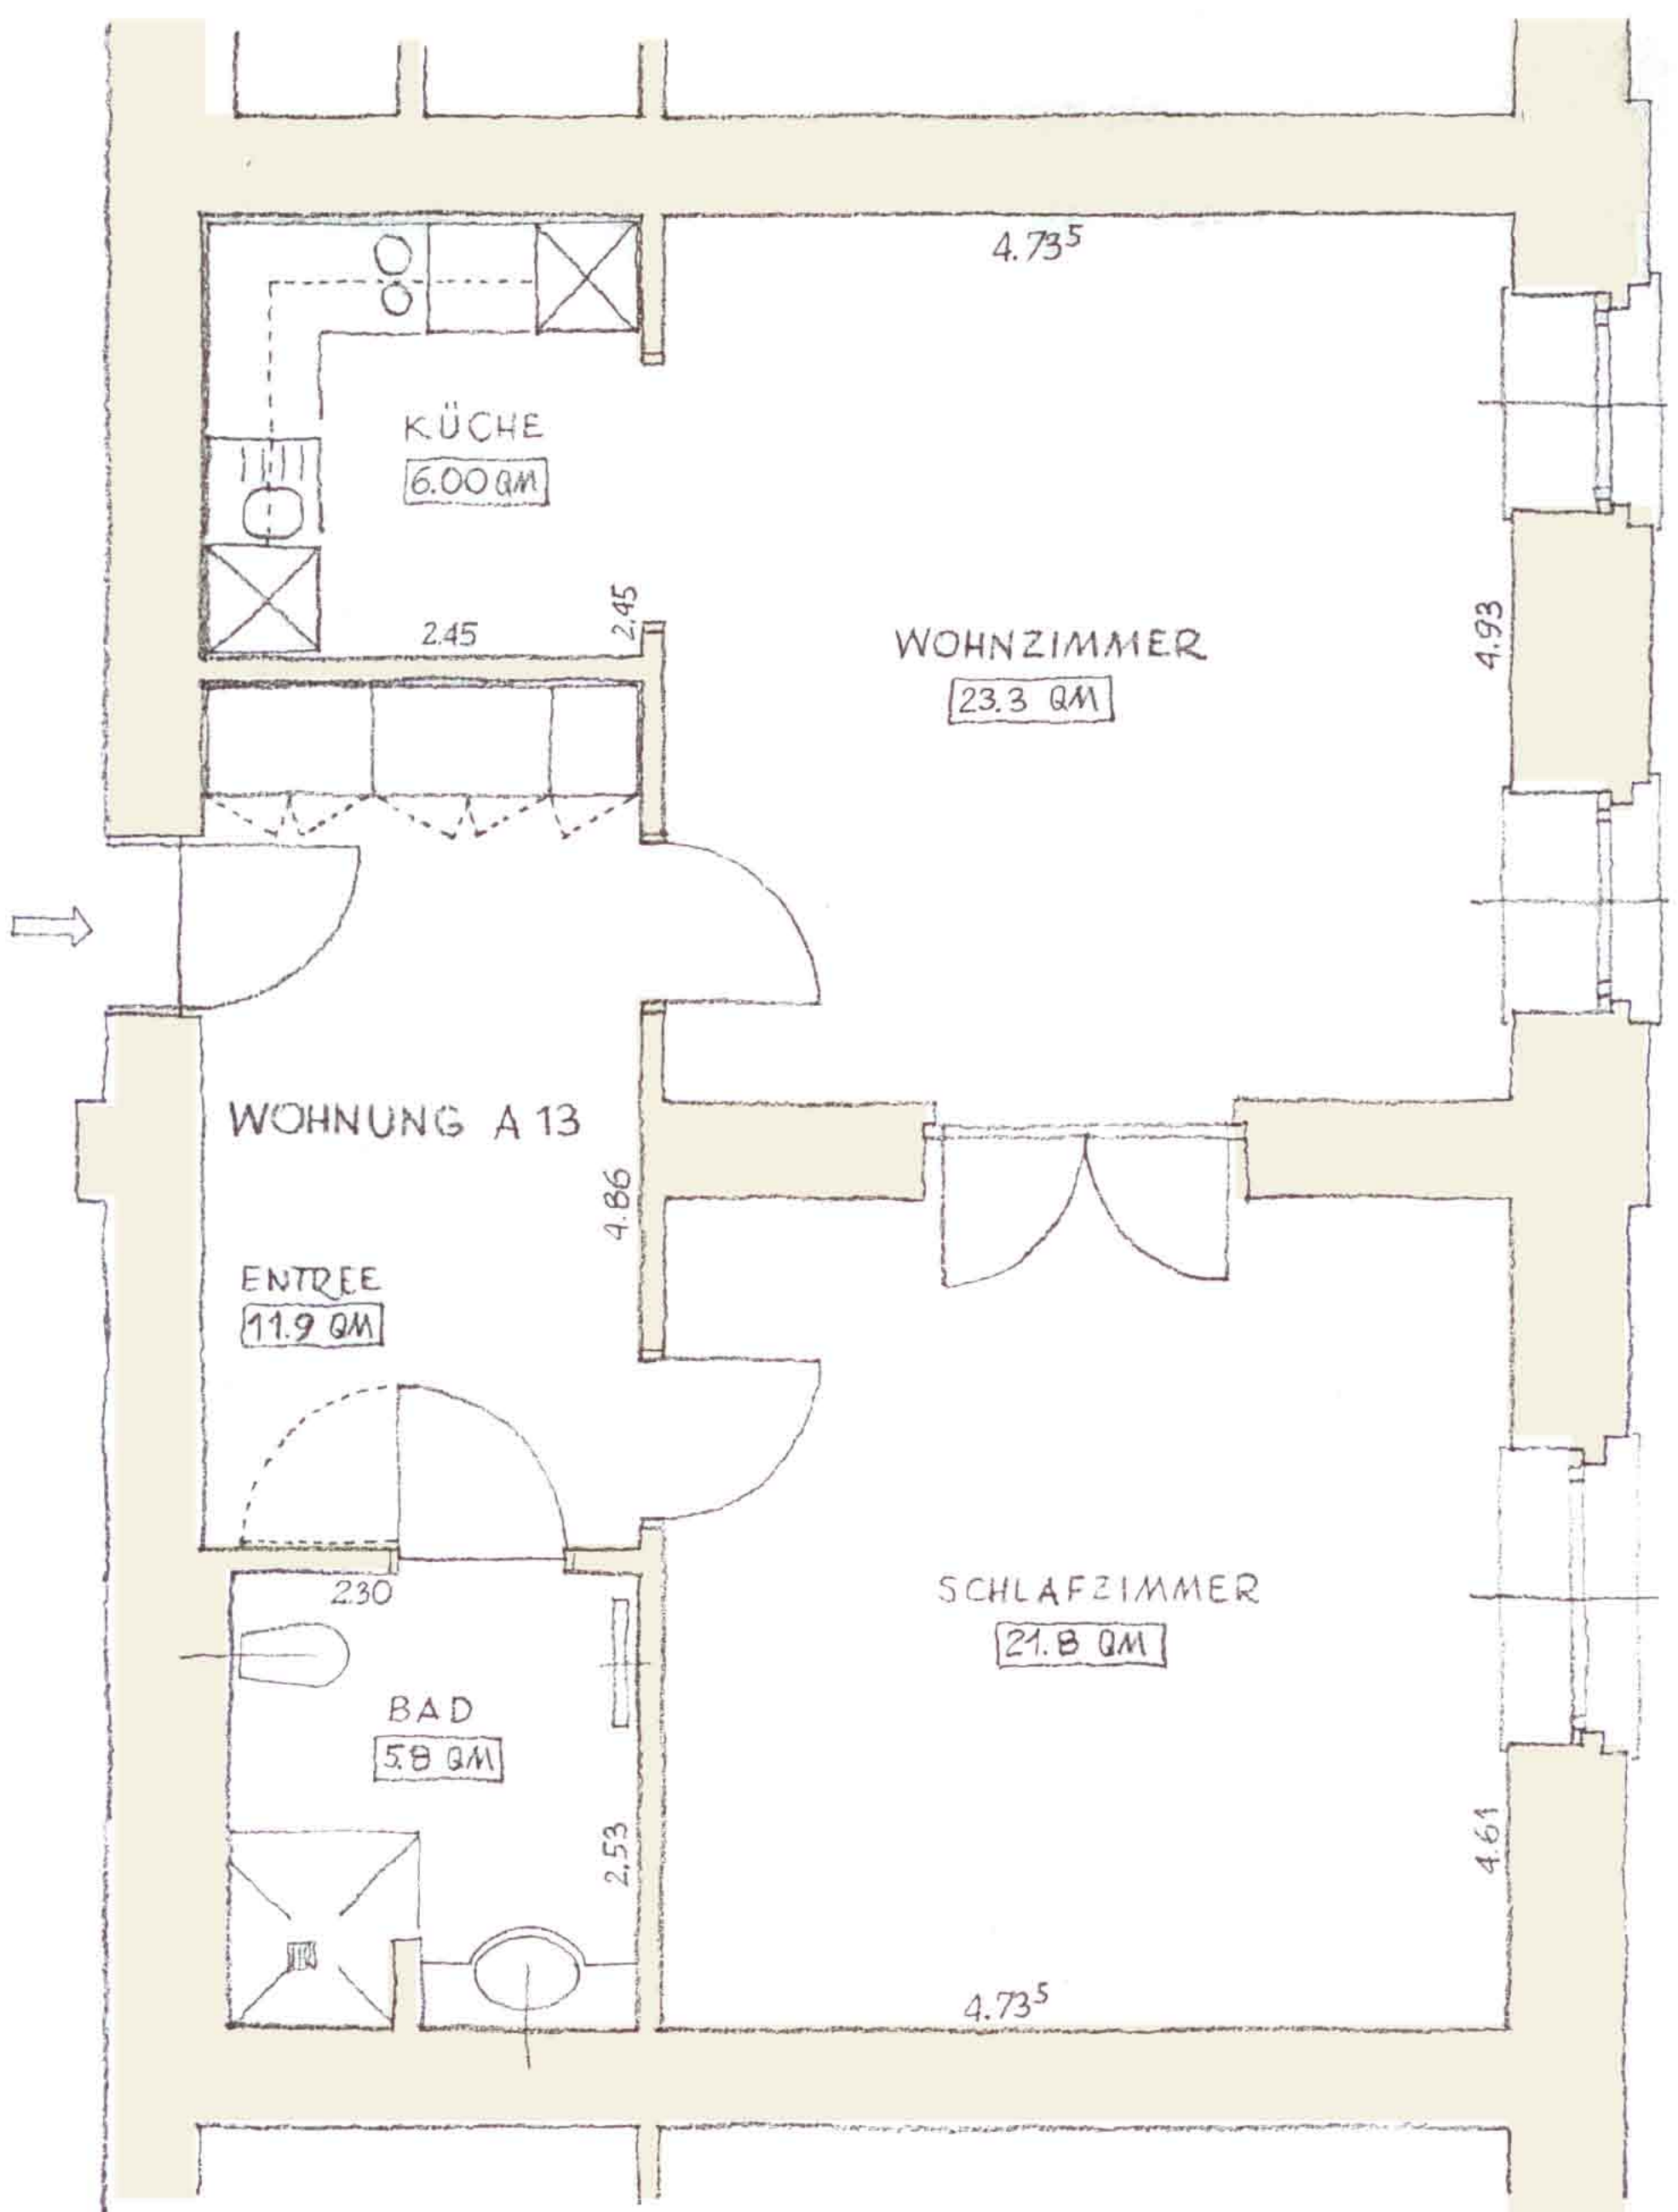 4.73⁵
KÜCHE
6.00 QM
2.45
2.45
WOHNZIMMER
23.3 QM
4.93
WOHNUNG A 13
4.86
ENTREE
11.9 QM
2.30
SCHLAFZIMMER
21.8 QM
BAD
5.8 QM
2.53
4.61
4.73⁵